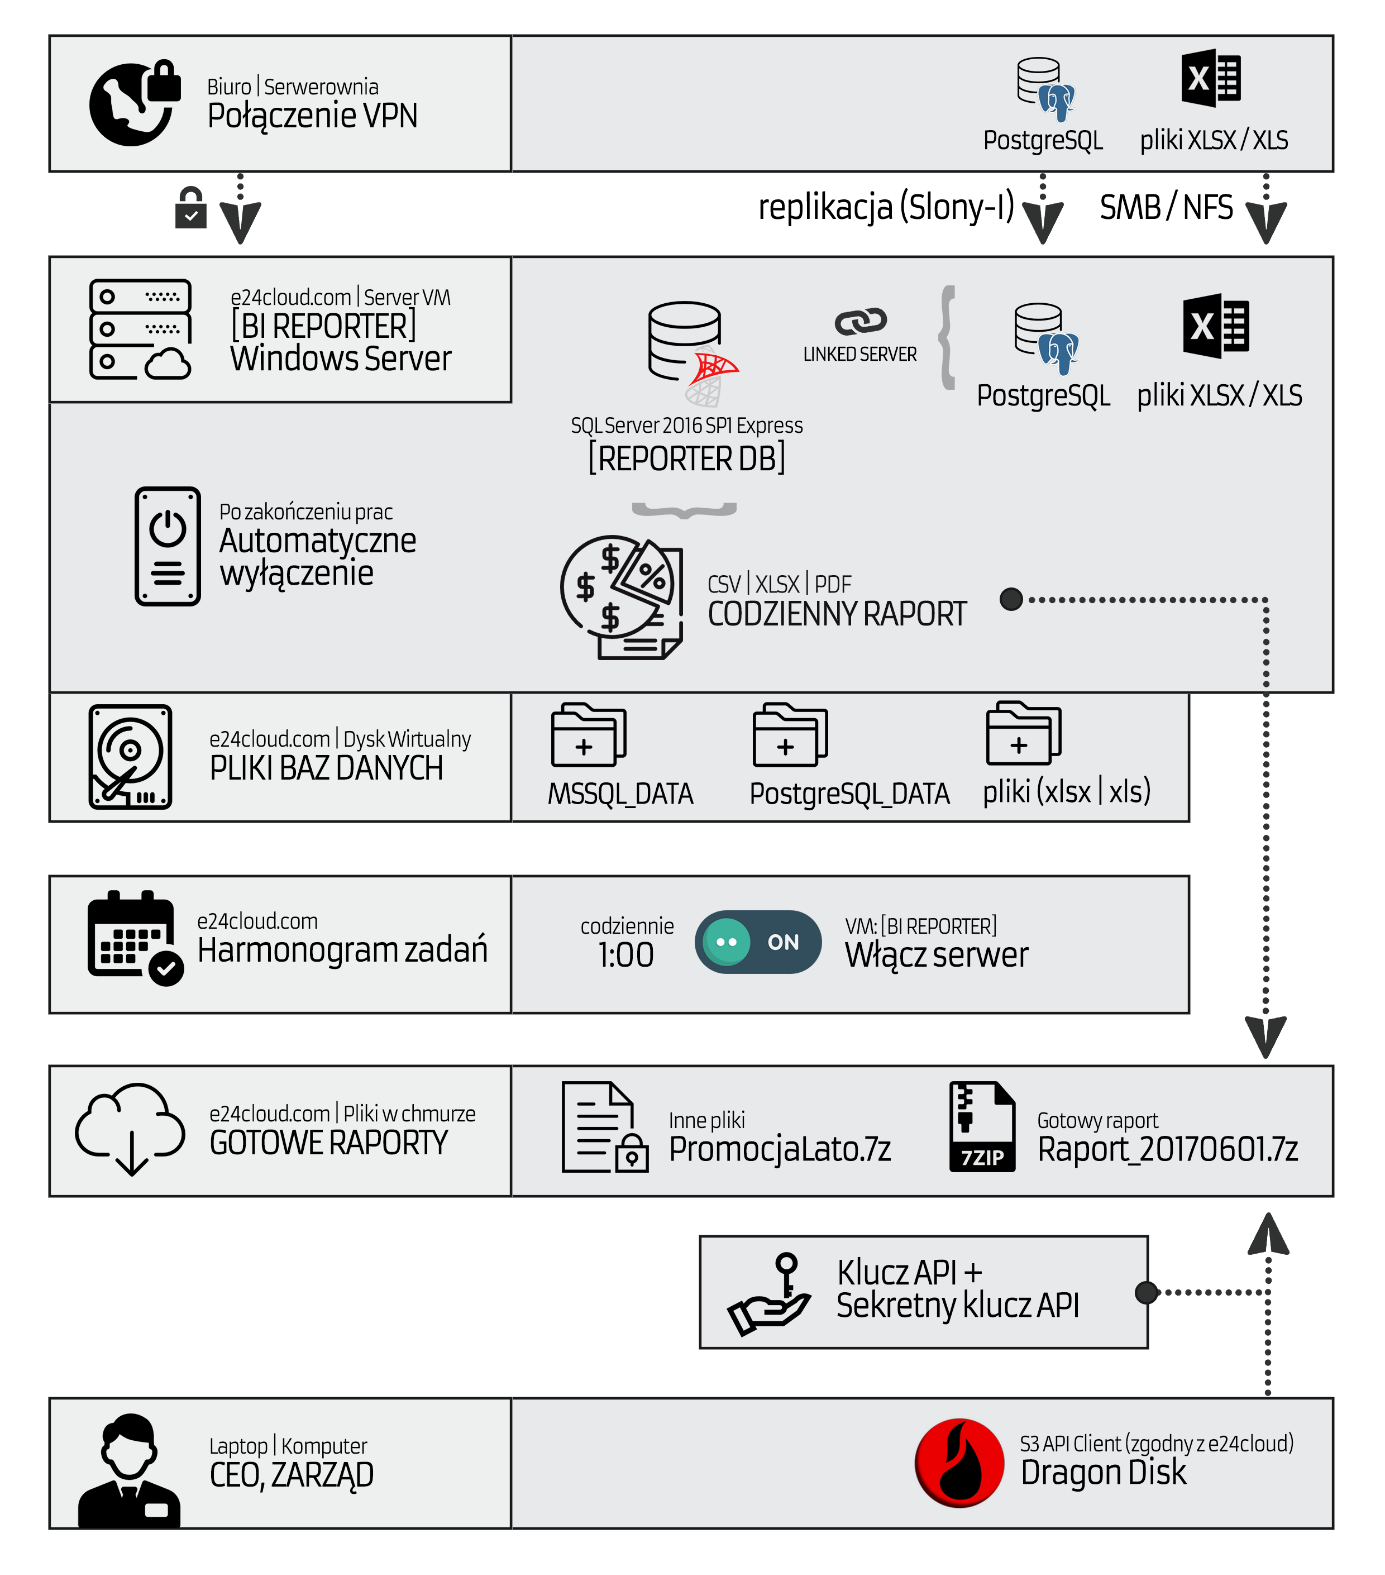 Biuro | Serwerownia
Połączenie VPN
PostgreSQL
X
pliki XLSX / XLS
replikacja (Slony-I)
SMB / NFS
e24cloud.com | Server VM
[BI REPORTER]
Windows Server
LINKED SERVER
PostgreSQL
X
pliki XLSX / XLS
SQL Server 2016 SP1 Express
[REPORTER DB]
Po zakończeniu prac
Automatyczne
wyłączenie
$
$
$
%
CSV | XLSX | PDF
CODZIENNY RAPORT
e24cloud.com | Dysk Wirtualny
PLIKI BAZ DANYCH
MSSQL_DATA
PostgreSQL_DATA
pliki (xlsx | xls)
e24cloud.com
Harmonogram zadań
codziennie
1:00
ON
VM: [BI REPORTER]
Włącz serwer
e24cloud.com | Pliki w chmurze
GOTOWE RAPORTY
Inne pliki
PromocjaLato.7z
7ZIP
Gotowy raport
Raport_20170601.7z
Klucz API +
Sekretny klucz API
Laptop | Komputer
CEO, ZARZĄD
S3 API Client (zgodny z e24cloud)
Dragon Disk